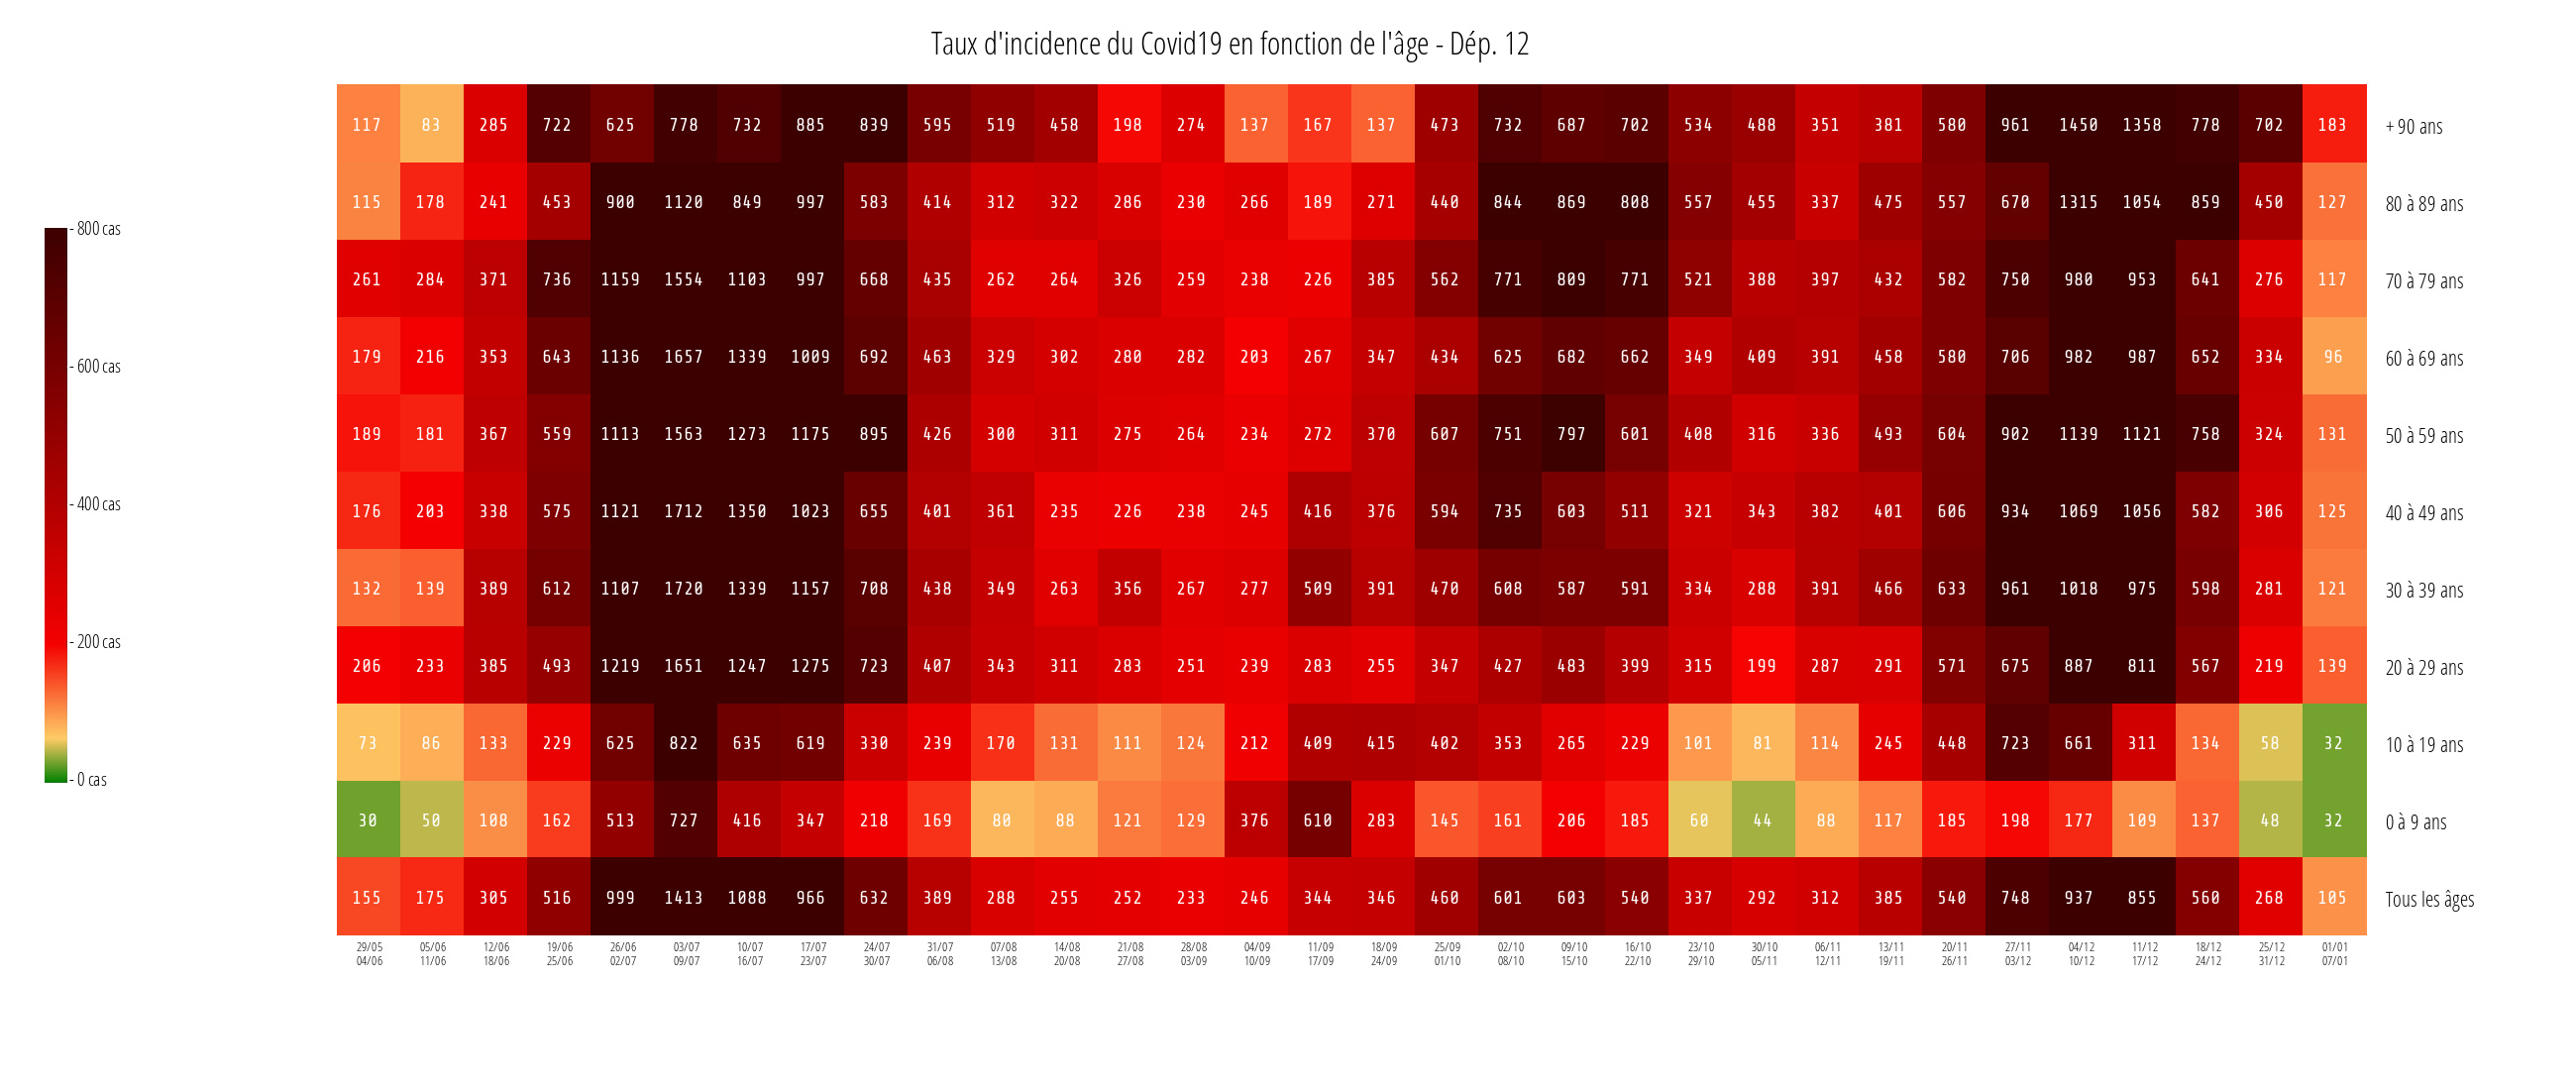 Taux d'incidence du Covid19 en fonction de l'âge - Dép. 12
117 83 285 722 625 778 732 885 839 595 519 458 198 274 137 167 137 473 732 687 702 534 488 351 381 580 961 1450 1358 778 702 183 + 90 ans
115 178 241 453 900 1120 849 997 583 414 312 322 286 230 266 189 271 440 844 869 808 557 455 337 475 557 670 1315 1054 859 450 127 80 à 89 ans
- 800 cas
261 284 371 736 1159 1554 1103 997 668 435 262 264 326 259 238 226 385 562 771 809 771 521 388 397 432 582 750 980 953 641 276 117 70 à 79 ans
179 216 353 643 1136 1657 1339 1009 692 463 329 302 280 282 203 267 347 434 625 682 662 349 409 391 458 580 706 982 987 652 334 96 60 à 69 ans
- 600 cas
189 181 367 559 1113 1563 1273 1175 895 426 300 311 275 264 234 272 370 607 751 797 601 408 316 336 493 604 902 1139 1121 758 324 131 50 à 59 ans
- 400 cas
176 203 338 575 1121 1712 1350 1023 655 401 361 235 226 238 245 416 376 594 735 603 511 321 343 382 401 606 934 1069 1056 582 306 125 40 à 49 ans
132 139 389 612 1107 1720 1339 1157 708 438 349 263 356 267 277 509 391 470 608 587 591 334 288 391 466 633 961 1018 975 598 281 121 30 à 39 ans
- 200 cas
206 233 385 493 1219 1651 1247 1275 723 407 343 311 283 251 239 283 255 347 427 483 399 315 199 287 291 571 675 887 811 567 219 139 20 à 29 ans
73 86 133 229 625 822 635 619 330 239 170 131 111 124 212 409 415 402 353 265 229 101 81 114 245 448 723 661 311 134 58 32 10 à 19 ans
- 0 cas
30 50 108 162 513 727 416 347 218 169 80 88 121 129 376 610 283 145 161 206 185 60 44 88 117 185 198 177 109 137 48 32 0 à 9 ans
155 175 305 516 999 1413 1088 966 632 389 288 255 252 233 246 344 346 460 601 603 540 337 292 312 385 540 748 937 855 560 268 105 Tous les âges
29/05 05/06 12/06 19/06 26/06 03/07 10/07 17/07 24/07 31/07 07/08 14/08 21/08 28/08 04/09 11/09 18/09 25/09 02/10 09/10 16/10 23/10 30/10 06/11 13/11 20/11 27/11 04/12 11/12 18/12 25/12 01/01
04/06 11/06 18/06 25/06 02/07 09/07 16/07 23/07 30/07 06/08 13/08 20/08 27/08 03/09 10/09 17/09 24/09 01/10 08/10 15/10 22/10 29/10 05/11 12/11 19/11 26/11 03/12 10/12 17/12 24/12 31/12 07/01